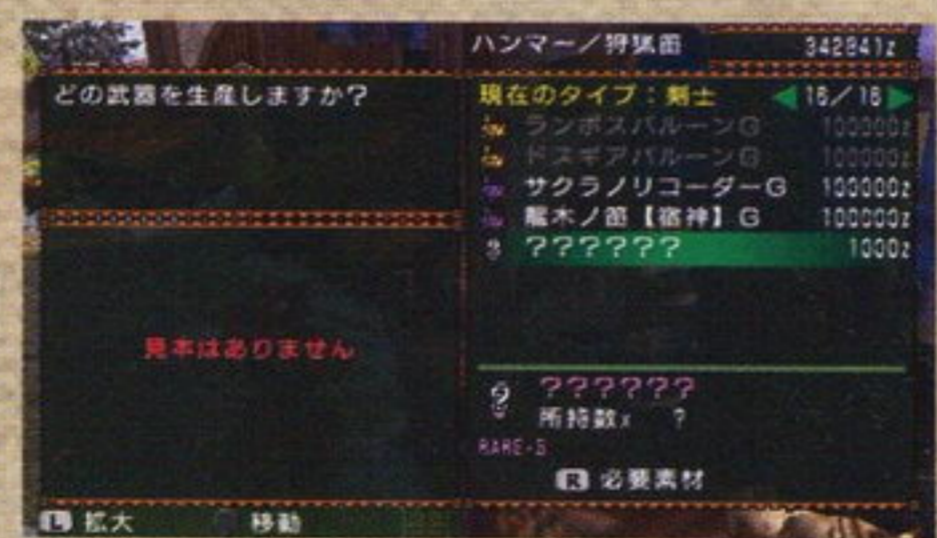 ハンマー/狩猟笛 342841z
どの武器を生産しますか?
現在のタイプ:剣士 16/16
ランポスバルーンG 100000z
ドスギアバルーンG 100000z
サクラノリコーダーG 100000z
龍木ノ笛【宿神】G 100000z
?????? 1000z
見本はありません
??????
所持数x ?
RARE-5
R 必要素材
L 拡大 移動